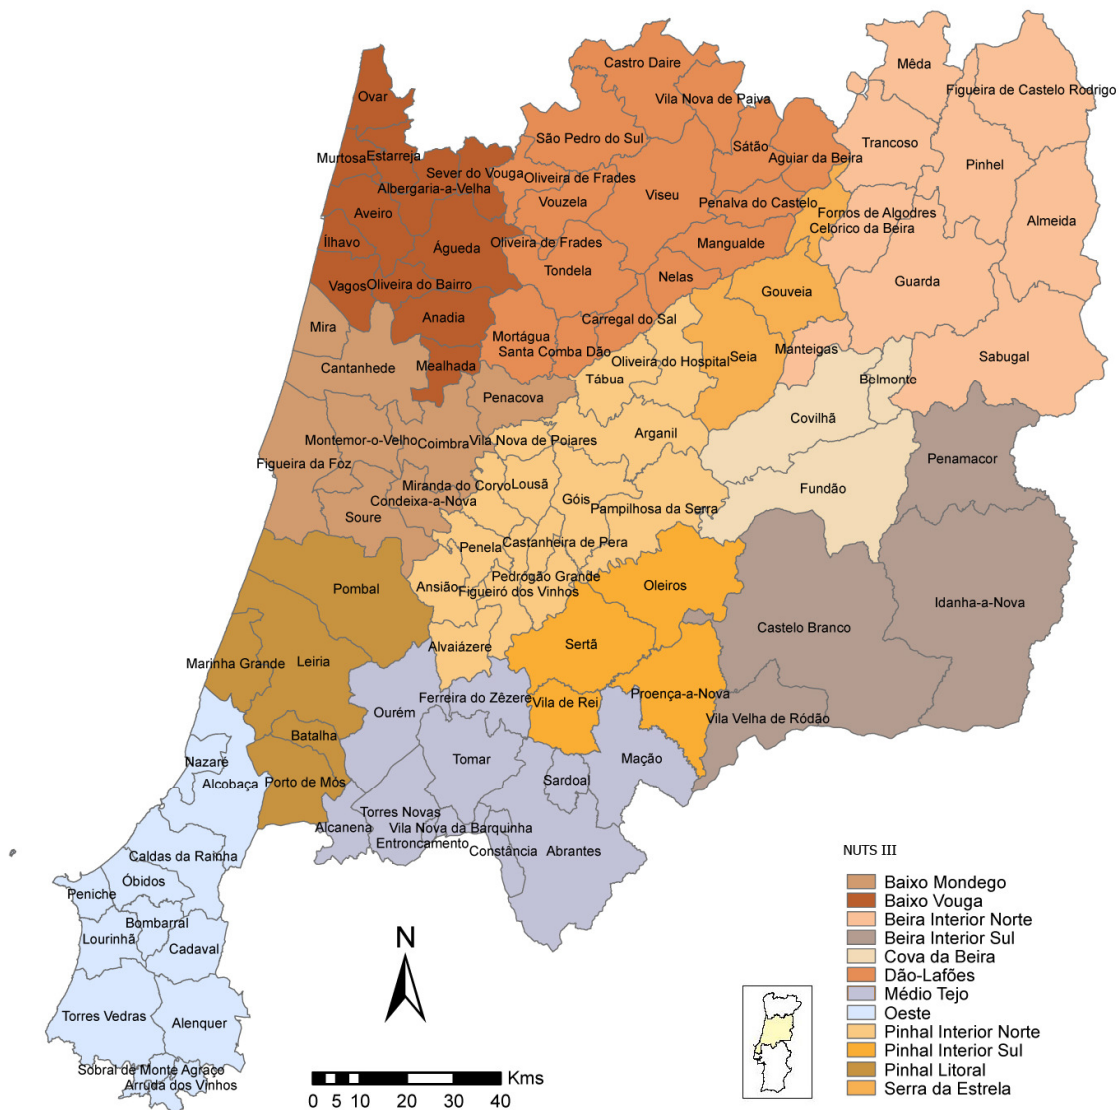 Mêda
Castro Daire
Figueira de Castelo Rodrigo
Ovar
Vila Nova de Paiva
São Pedro do Sul
Trancoso
Sátão
Murtosa
Estarreja
Aguiar da Beira
Pinhel
Sever do Vouga
Oliveira de Frades
Albergaria-a-Velha
Viseu
Vouzela
Penalva do Castelo
Aveiro
Fornos de Algodres
Almeida
Celorico da Beira
Ílhavo
Águeda
Oliveira de Frades
Mangualde
Tondela
Nelas
Guarda
Vagos
Oliveira do Bairro
Gouveia
Anadia
Carregal do Sal
Mira
Mortágua
Santa Comba Dão
Manteigas
Seia
Sabugal
Cantanhede
Mealhada
Oliveira do Hospital
Tábua
Belmonte
Penacova
Covilhã
Montemor-o-Velho
Coimbra
Vila Nova de Poiares
Arganil
Figueira da Fóz
Penamacor
Miranda do Corvo
Lousã
Condeixa-a-Nova
Góis
Fundão
Pampilhosa da Serra
Soure
Penela
Castanheira de Pera
Pedrógão Grande
Pombal
Ansião
Figueiró dos Vinhos
Oleiros
Idanha-a-Nova
Castelo Branco
Alvaiázere
Sertã
Marinha Grande
Leiria
Ferreira do Zêzere
Vila de Rei
Proença-a-Nova
Ourém
Vila Velha de Ródão
Batalha
Nazaré
Tomar
Mação
Alcobaça
Porto de Mós
Sardoal
Torres Novas
Alcanena
Vila Nova da Barquinha
Entroncamento
Constância
Abrantes
Caldas da Rainha
Óbidos
Peniche
Bombarral
Lourinhã
Cadaval
Torres Vedras
Alenquer
Sobral de Monte Agraço
Arruda dos Vinhos
N
Kms
0 5 10 20 30 40
NUTS III
Baixo Mondego
Baixo Vouga
Beira Interior Norte
Beira Interior Sul
Cova da Beira
Dão-Lafões
Médio Tejo
Oeste
Pinhal Interior Norte
Pinhal Interior Sul
Pinhal Litoral
Serra da Estrela